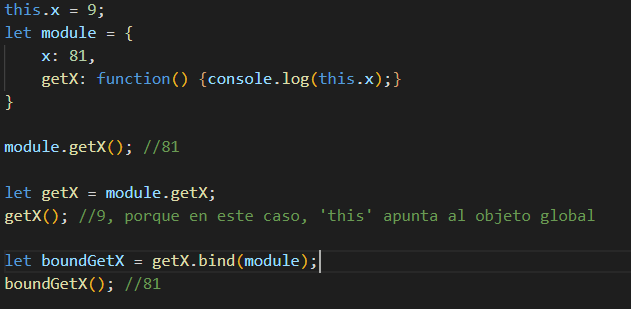 this.x = 9;
let module = {
    x: 81,
    getX: function() {console.log(this.x);}
}
module.getX(); //81
let getX = module.getX;
getX(); //9, porque en este caso, 'this' apunta al objeto global
let boundGetX = getX.bind(module);
boundGetX(); //81